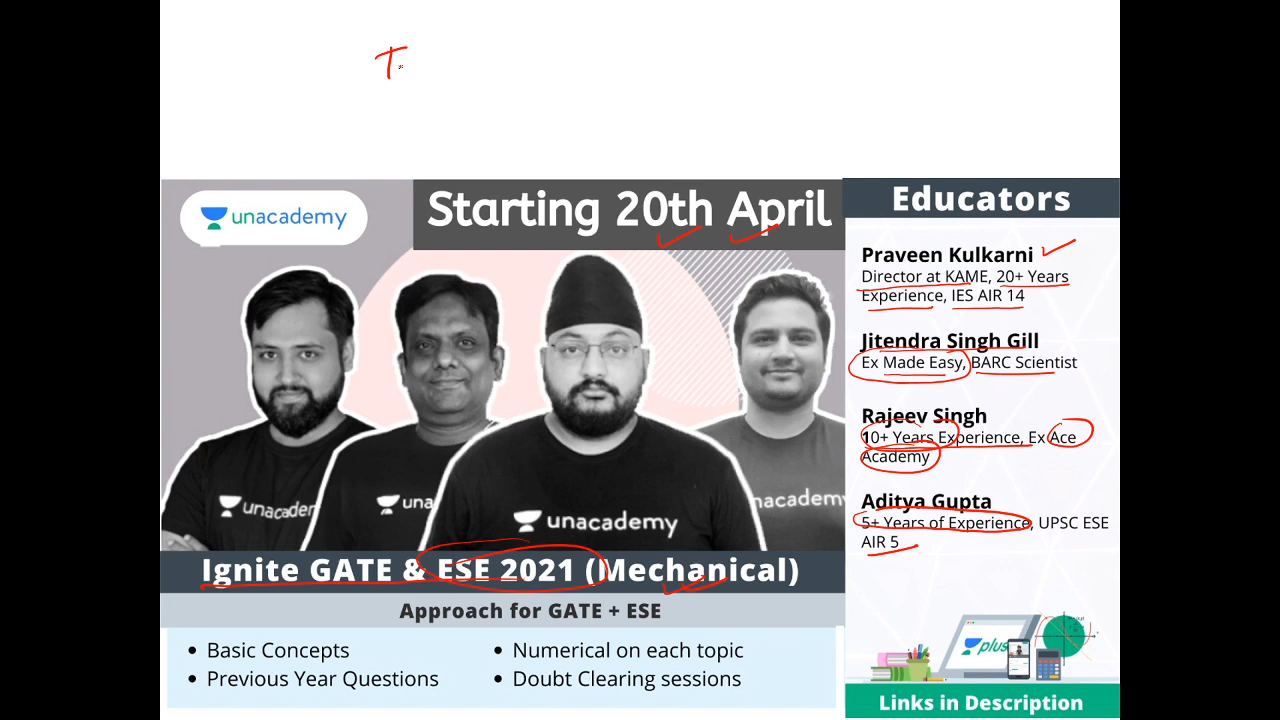 T
unacademy
Starting 20th April
Educators
Praveen Kulkarni
Director at KAME, 20+ Years
Experience, IES AIR 14
Jitendra Singh Gill
Ex Made Easy, BARC Scientist
Rajeev Singh
10+ Years Experience, Ex Ace
Academy
Aditya Gupta
5+ Years of Experience, UPSC ESE
AIR 5
unacademy
una
unacademy
nacademy
Ignite GATE & ESE 2021 (Mechanical)
Approach for GATE + ESE
• Basic Concepts
• Previous Year Questions
• Numerical on each topic
• Doubt Clearing sessions
plus
Links in Description